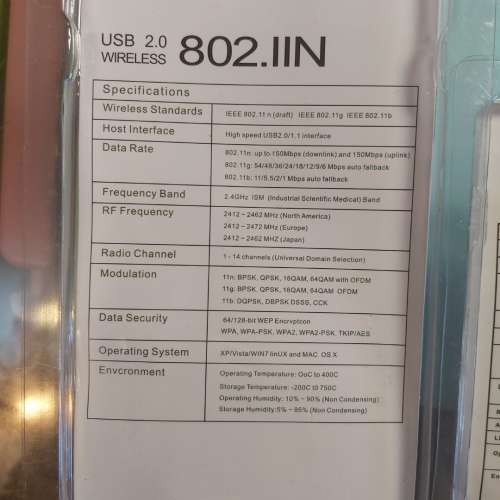 USB 2.0
WIRELESS 802.IIN
Specifications
Wireless Standards IEEE 802.11 n (draft) IEEE 802.11g IEEE 802.11b
Host Interface High speed USB2.0/1.1 interface
Data Rate 802.11n: up to 150Mbps (downlink) and 150Mbps (uplink)
802.11g: 54/48/36/24/18/12/9/6 Mbps auto fallback
802.11b: 11/5.5/2/1 Mbps auto fallback
Frequency Band 2.4GHz ISM (Industrial Scientific Medical) Band
RF Frequency 2412 ~ 2462 MHz (North America)
2412 ~ 2472 MHz (Europe)
2412 ~ 2462 MHZ (Japan)
Radio Channel 1 - 14 channels (Universal Domain Selection)
Modulation 11n: BPSK, QPSK, 16QAM, 64QAM with OFDM
11g: BPSK, QPSK, 16QAM, 64QAM OFDM
11b: DQPSK, DBPSK DSSS, CCK
Data Security 64/128-bit WEP Encryptzon
WPA, WPA-PSK, WPA2, WPA2-PSK, TKIP/AES
Operating System XP/Vista/WIN7 linUX and MAC OS X
Envcronment Operating Temperature: OoC to 400C
Storage Temperature: -200C t0 750C
Operating Humidity: 10% ~ 90% (Non Condensing)
Storage Humidity:5% ~ 95% (Non Condensing)